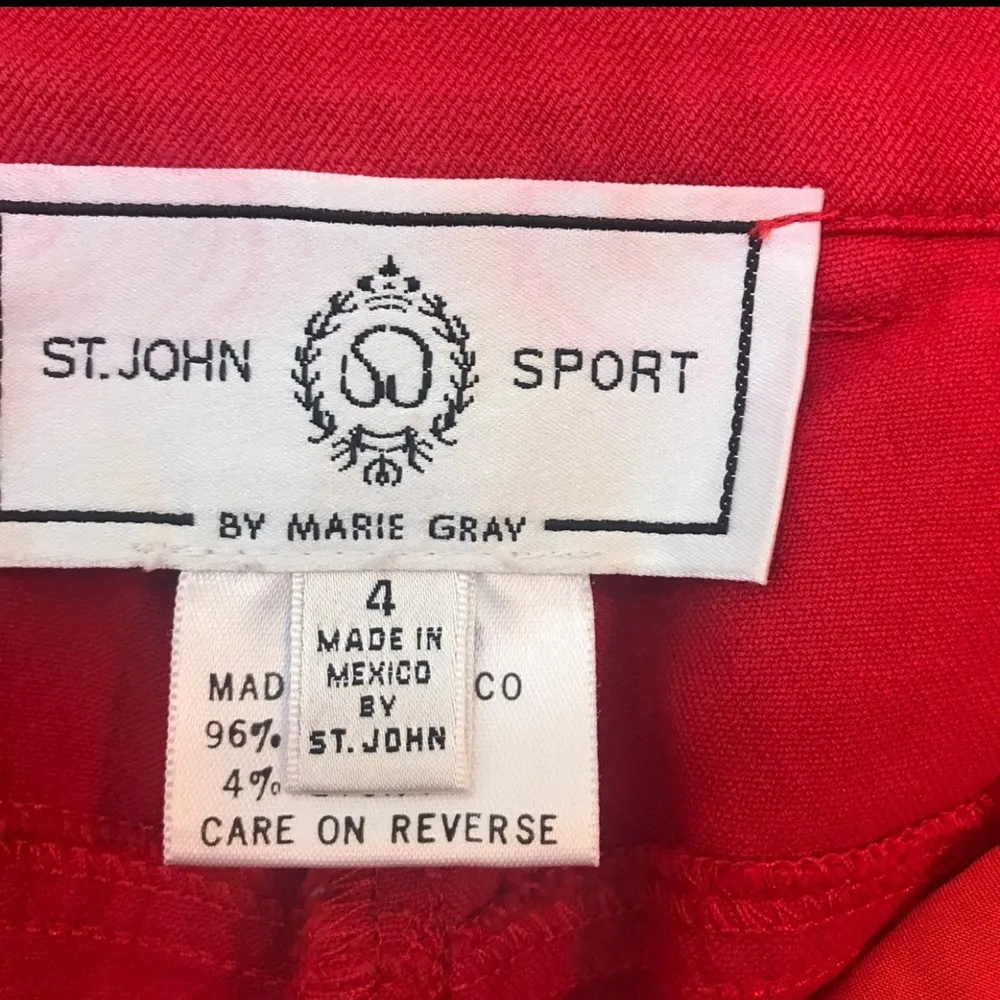 ST. JOHN SPORT
BY MARIE GRAY
4
MADE IN
MEXICO
BY
ST. JOHN
MAD CO
96%
4%
CARE ON REVERSE